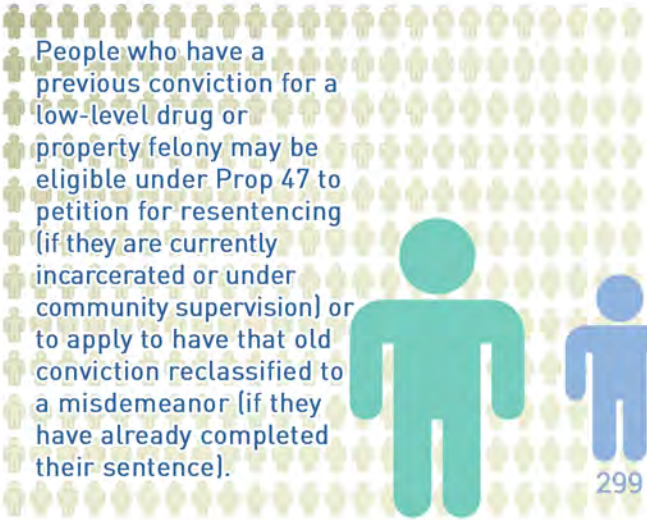 People who have a
previous conviction for a
low-level drug or
property felony may be
eligible under Prop 47 to
petition for resentencing
(if they are currently
incarcerated or under
community supervision) or
to apply to have that old
conviction reclassified to
a misdemeanor (if they
have already completed
their sentence).
299